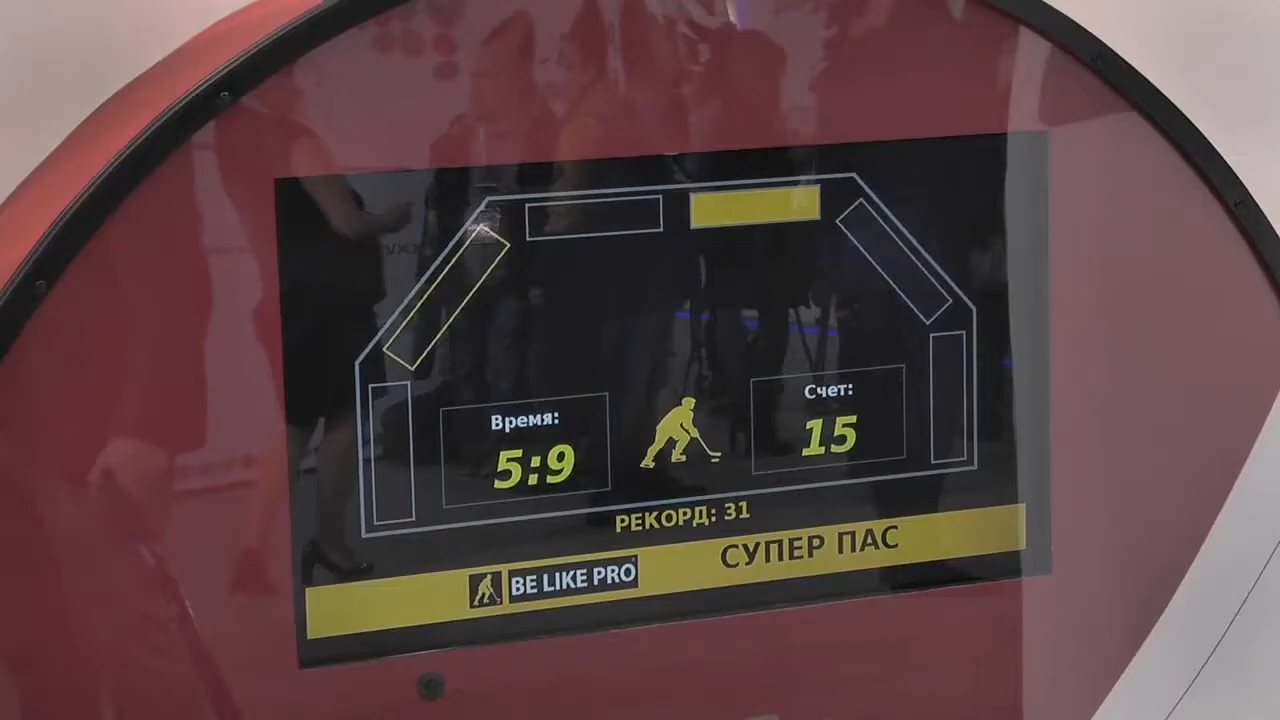 Время:
5:9
Счет:
15
РЕКОРД: 31
BE LIKE PRO
СУПЕР ПАС